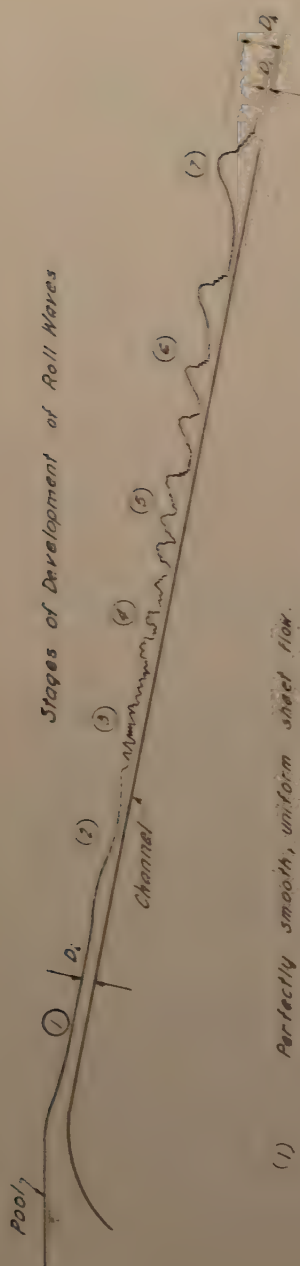 Stages of Development of Roll Waves
Pool
(1)
Di
(2)
Channel
(3)
(4)
(5)
(6)
(7)
(1) Perfectly smooth, uniform sheet flow.